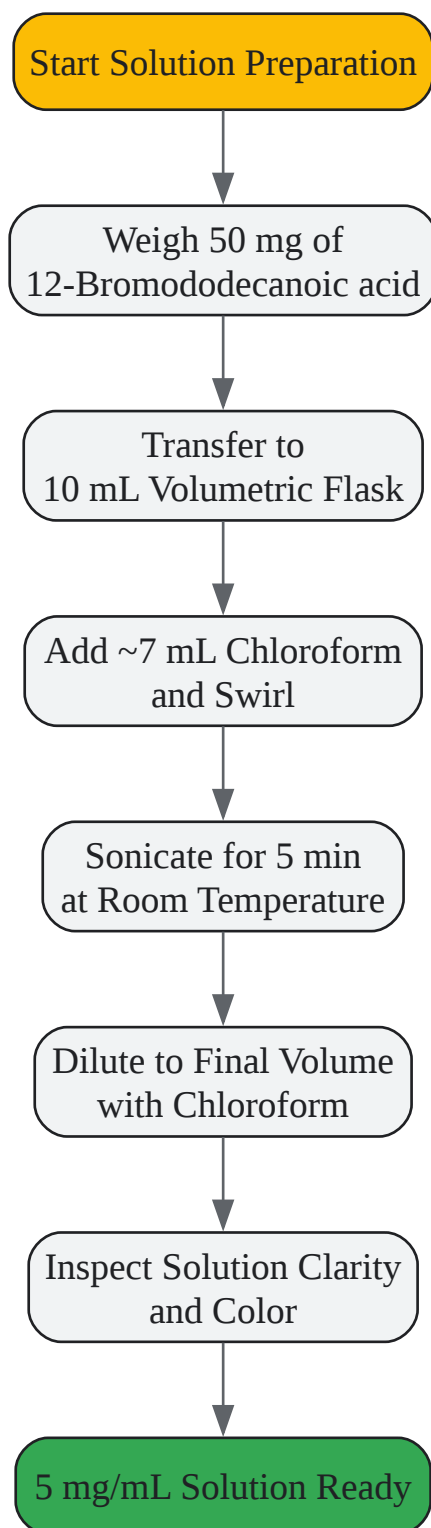 Start Solution Preparation
Weigh 50 mg of
12-Bromododecanoic acid
Transfer to
10 mL Volumetric Flask
Add ~7 mL Chloroform
and Swirl
Sonicate for 5 min
at Room Temperature
Dilute to Final Volume
with Chloroform
Inspect Solution Clarity
and Color
5 mg/mL Solution Ready